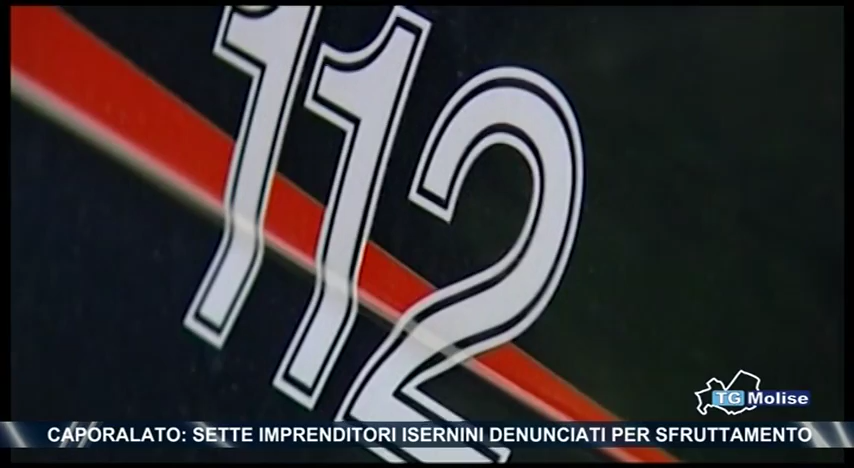 112
TG Molise
CAPORALATO: SETTE IMPRENDITORI ISERNINI DENUNCIATI PER SFRUTTAMENTO